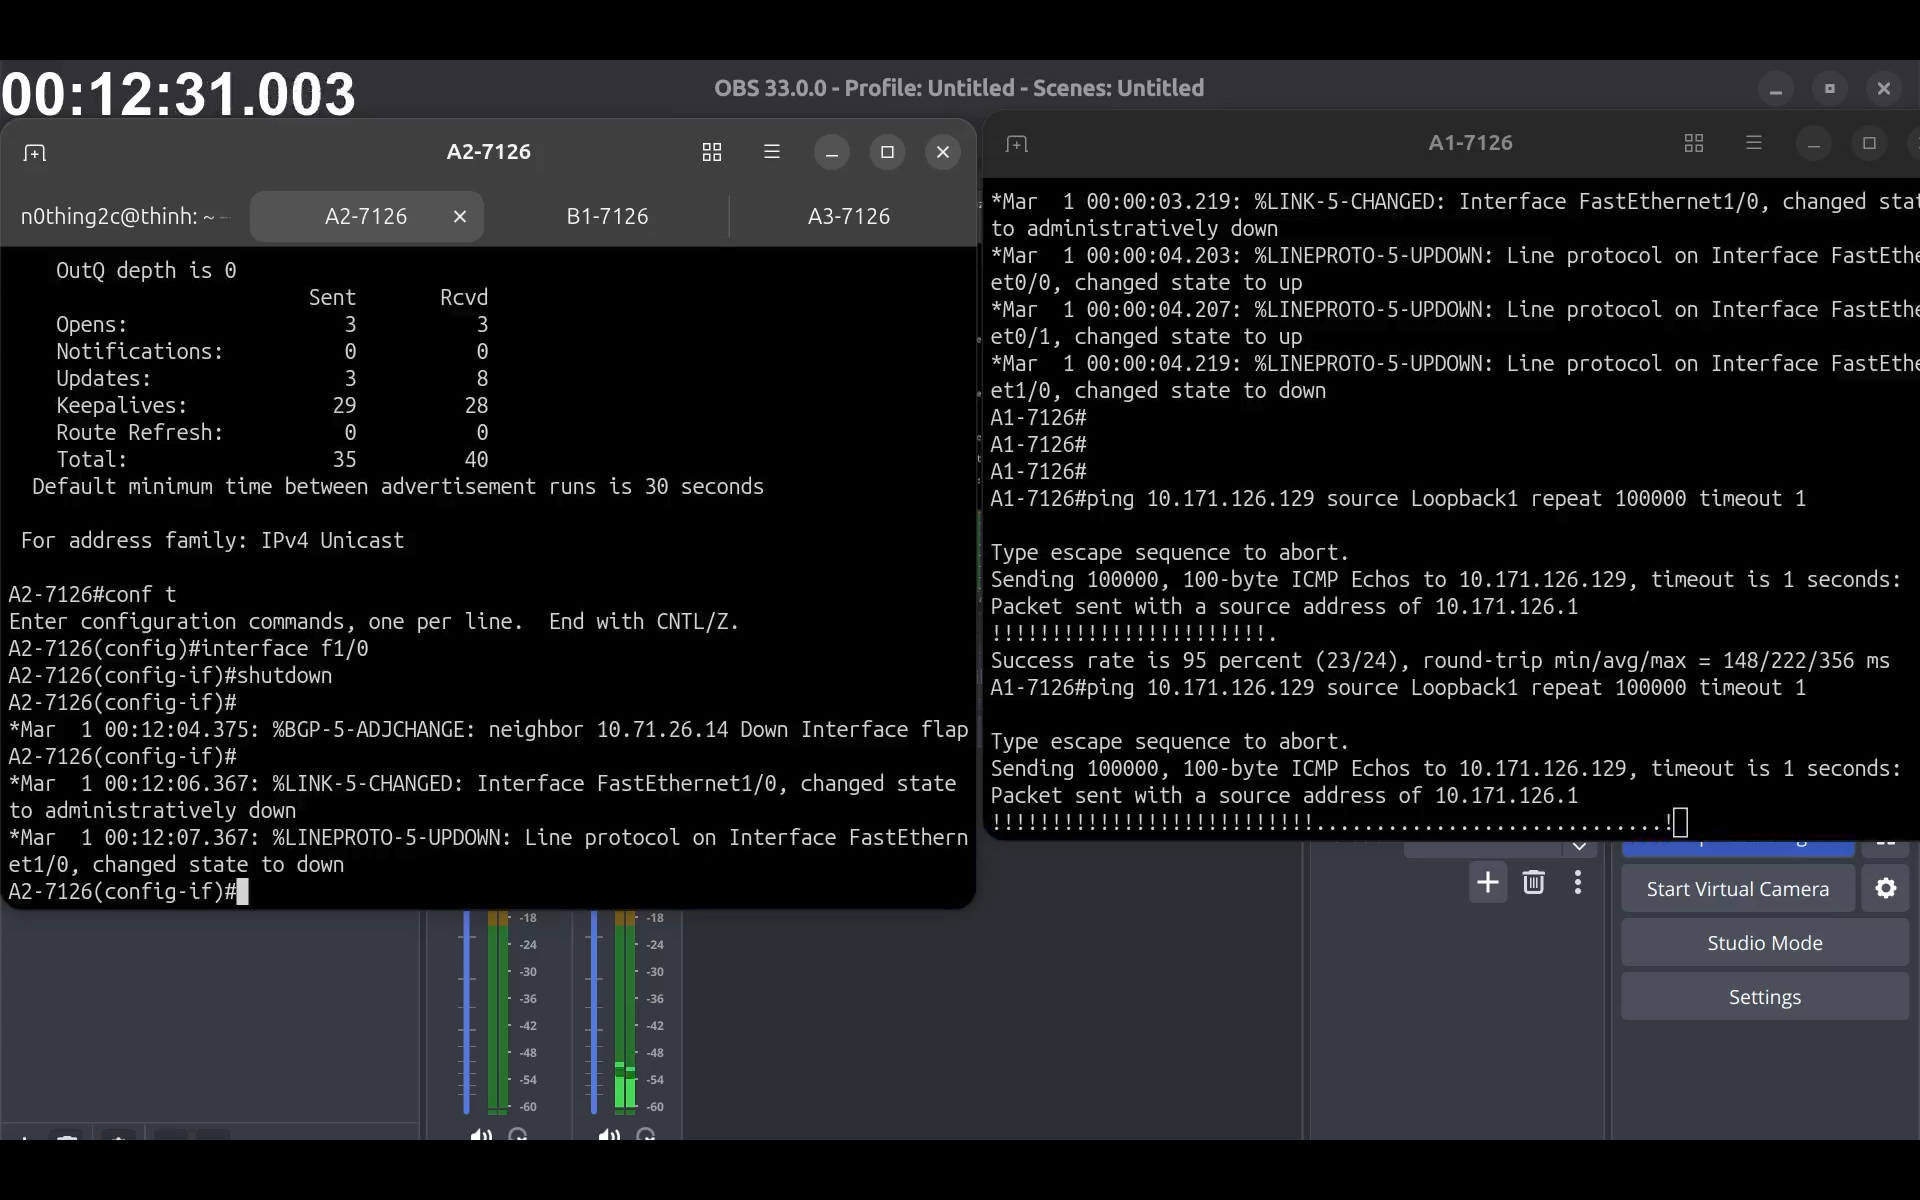 00:12:31.003
OBS 33.0.0 - Profile: Untitled - Scenes: Untitled
A2-7126
n0thing2c@thinh: ~
A2-7126
B1-7126
A3-7126
OutQ depth is 0
Sent Rcvd
Opens: 3 3
Notifications: 0 0
Updates: 3 8
Keepalives: 29 28
Route Refresh: 0 0
Total: 35 40
Default minimum time between advertisement runs is 30 seconds
For address family: IPv4 Unicast
A2-7126#conf t
Enter configuration commands, one per line.  End with CNTL/Z.
A2-7126(config)#interface f1/0
A2-7126(config-if)#shutdown
A2-7126(config-if)#
*Mar  1 00:12:04.375: %BGP-5-ADJCHANGE: neighbor 10.71.26.14 Down Interface flap
A2-7126(config-if)#
*Mar  1 00:12:06.367: %LINK-5-CHANGED: Interface FastEthernet1/0, changed state
to administratively down
*Mar  1 00:12:07.367: %LINEPROTO-5-UPDOWN: Line protocol on Interface FastEthern
et1/0, changed state to down
A2-7126(config-if)#
A1-7126
*Mar  1 00:00:03.219: %LINK-5-CHANGED: Interface FastEthernet1/0, changed stat
to administratively down
*Mar  1 00:00:04.203: %LINEPROTO-5-UPDOWN: Line protocol on Interface FastEthe
et0/0, changed state to up
*Mar  1 00:00:04.207: %LINEPROTO-5-UPDOWN: Line protocol on Interface FastEthe
et0/1, changed state to up
*Mar  1 00:00:04.219: %LINEPROTO-5-UPDOWN: Line protocol on Interface FastEthe
et1/0, changed state to down
A1-7126#
A1-7126#
A1-7126#
A1-7126#ping 10.171.126.129 source Loopback1 repeat 100000 timeout 1
Type escape sequence to abort.
Sending 100000, 100-byte ICMP Echos to 10.171.126.129, timeout is 1 seconds:
Packet sent with a source address of 10.171.126.1
!!!!!!!!!!!!!!!!!!!!!!!.
Success rate is 95 percent (23/24), round-trip min/avg/max = 148/222/356 ms
A1-7126#ping 10.171.126.129 source Loopback1 repeat 100000 timeout 1
Type escape sequence to abort.
Sending 100000, 100-byte ICMP Echos to 10.171.126.129, timeout is 1 seconds:
Packet sent with a source address of 10.171.126.1
!!!!!!!!!!!!!!!!!!!!!!!!!!!.............................!
-18
-24
-30
-36
-42
-48
-54
-60
-18
-24
-30
-36
-42
-48
-54
-60
Start Virtual Camera
Studio Mode
Settings